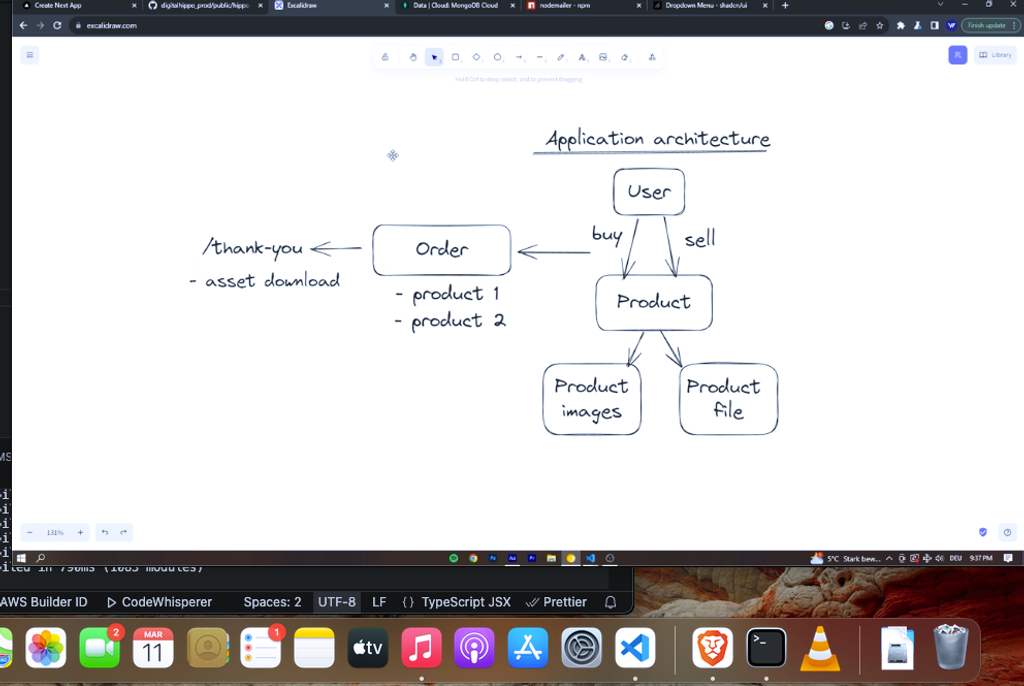 Create Next App
digitalhippo_prod/public/hippo
Excalidraw
Data | Cloud: MongoDB Cloud
nodemailer - npm
Dropdown Menu - shadcn/ui
excalidraw.com
VF
Finish update
Hold Ctrl to deep select, and to prevent dragging
Library
Application architecture
User
buy
sell
/thank-you
Order
- asset download
- product 1
- product 2
Product
Product
images
Product
file
131%
5°C Stark bew...
DEU
9:37 PM
AWS Builder ID
CodeWhisperer
Spaces: 2
UTF-8
LF
TypeScript JSX
Prettier
2
MAR
11
1
tv